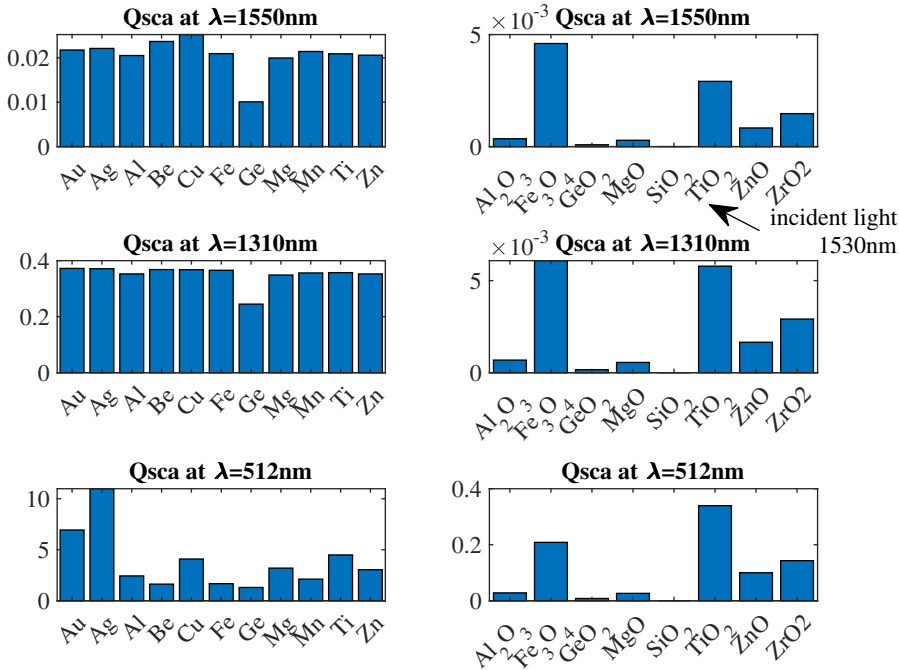 Qsca at λ=1550nm
0.02
0.01
0
Au Ag Al Be Cu Fe Ge Mg Mn Ti Zn
Qsca at λ=1550nm
×10⁻³
5
0
Al₂O₃ Fe₃O₄ GeO₂ MgO SiO₂ TiO₂ ZnO ZrO2
incident light
1530nm
Qsca at λ=1310nm
0.4
0.2
0
Au Ag Al Be Cu Fe Ge Mg Mn Ti Zn
Qsca at λ=1310nm
×10⁻³
5
0
Al₂O₃ Fe₃O₄ GeO₂ MgO SiO₂ TiO₂ ZnO ZrO2
Qsca at λ=512nm
10
5
0
Au Ag Al Be Cu Fe Ge Mg Mn Ti Zn
Qsca at λ=512nm
0.4
0.2
0
Al₂O₃ Fe₃O₄ GeO₂ MgO SiO₂ TiO₂ ZnO ZrO2